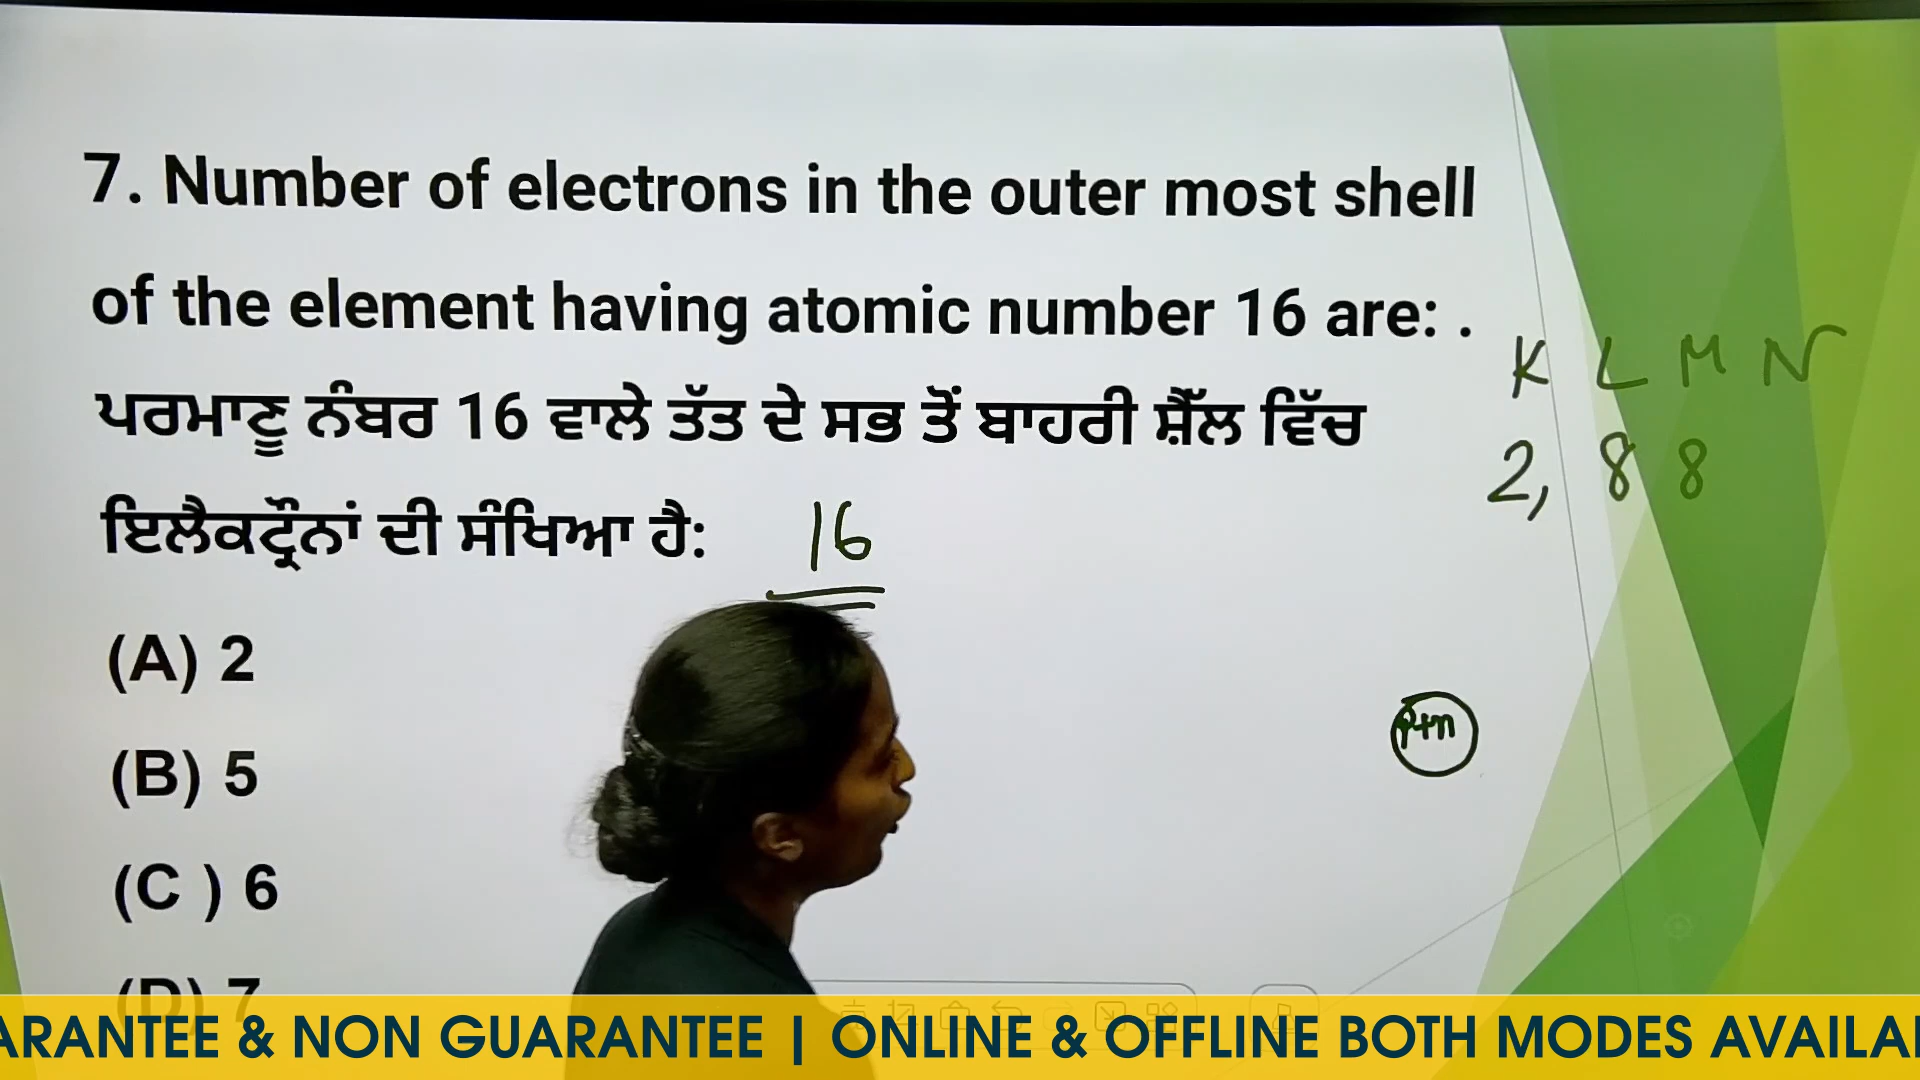 7. Number of electrons in the outer most shell
of the element having atomic number 16 are: .
ਪਰਮਾਣੂ ਨੰਬਰ 16 ਵਾਲੇ ਤੱਤ ਦੇ ਸਭ ਤੋਂ ਬਾਹਰੀ ਸ਼ੈੱਲ ਵਿੱਚ
ਇਲੈਕਟ੍ਰੌਨਾਂ ਦੀ ਸੰਖਿਆ ਹੈ:
16
K L M N
2, 8 8
(A) 2
(B) 5
(C ) 6
(D) 7
P+n
ARANTEE & NON GUARANTEE | ONLINE & OFFLINE BOTH MODES AVAILA